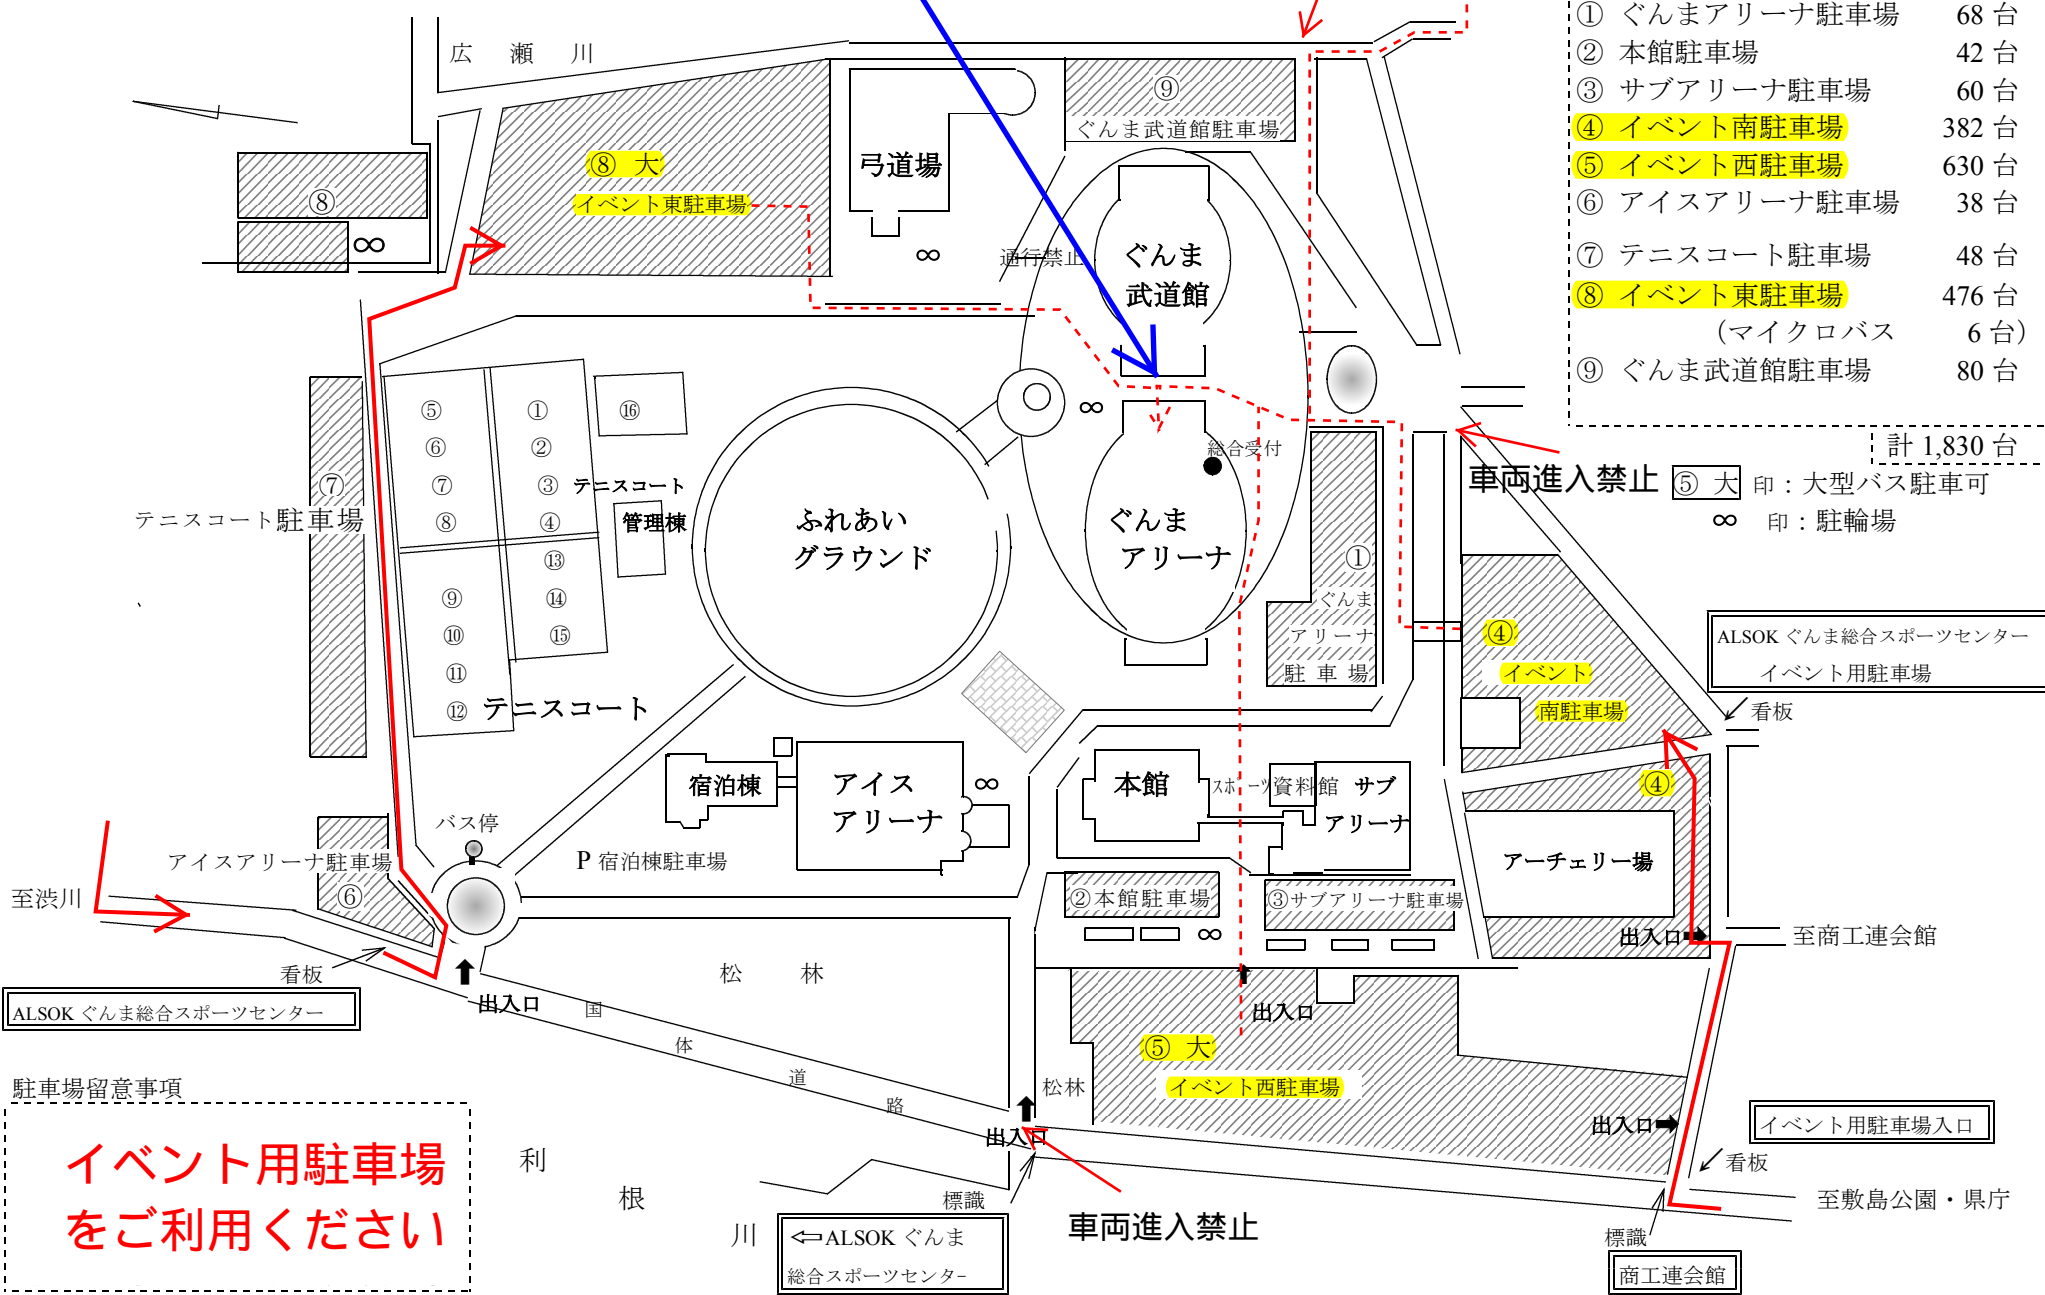 ① ぐんまアリーナ駐車場 68 台
② 本館駐車場 42 台
③ サブアリーナ駐車場 60 台
④ イベント南駐車場 382 台
⑤ イベント西駐車場 630 台
⑥ アイスアリーナ駐車場 38 台
⑦ テニスコート駐車場 48 台
⑧ イベント東駐車場 476 台
(マイクロバス 6 台)
⑨ ぐんま武道館駐車場 80 台
計 1,830 台
⑤ 大 印：大型バス駐車可
∞ 印：駐輪場
広 瀬 川
⑧ 大
イベント東駐車場
⑧
∞
弓道場
∞
⑨
ぐんま武道館駐車場
通行禁止
ぐんま
武道館
∞
総合受付
ぐんま
アリーナ
①
ぐんま
アリーナ
駐 車 場
車両進入禁止
⑤ ① ⑯
⑥ ②
⑦ ③
⑧ ④
⑬
⑨ ⑭
⑩ ⑮
⑪
⑫
テニスコート
管理棟
テニスコート
⑦
テニスコート駐車場
ふれあい
グラウンド
④
イベント
南駐車場
④
ALSOK ぐんま総合スポーツセンター
イベント用駐車場
看板
宿泊棟
アイス
アリーナ
∞
本館
スポーツ資料館
サブ
アリーナ
アーチェリー場
バス停
P 宿泊棟駐車場
アイスアリーナ駐車場
⑥
至渋川
②本館駐車場
③サブアリーナ駐車場
∞
出入口
至商工連会館
看板
ALSOK ぐんま総合スポーツセンター
出入口
松 林
国
体
道
路
出入口
⑤ 大
イベント西駐車場
松林
出入口
出入口
イベント用駐車場入口
看板
至敷島公園・県庁
標識
商工連会館
駐車場留意事項
イベント用駐車場
をご利用ください
利
根
川
標識
⇦ALSOK ぐんま
総合スポーツセンター
車両進入禁止